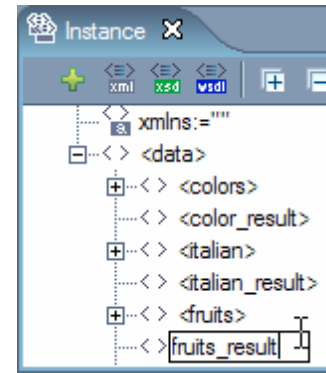 Instance
xml xsd wsdl
a xmlns:=""
<data>
<colors>
<color_result>
<italian>
<italian_result>
<fruits>
fruits_result